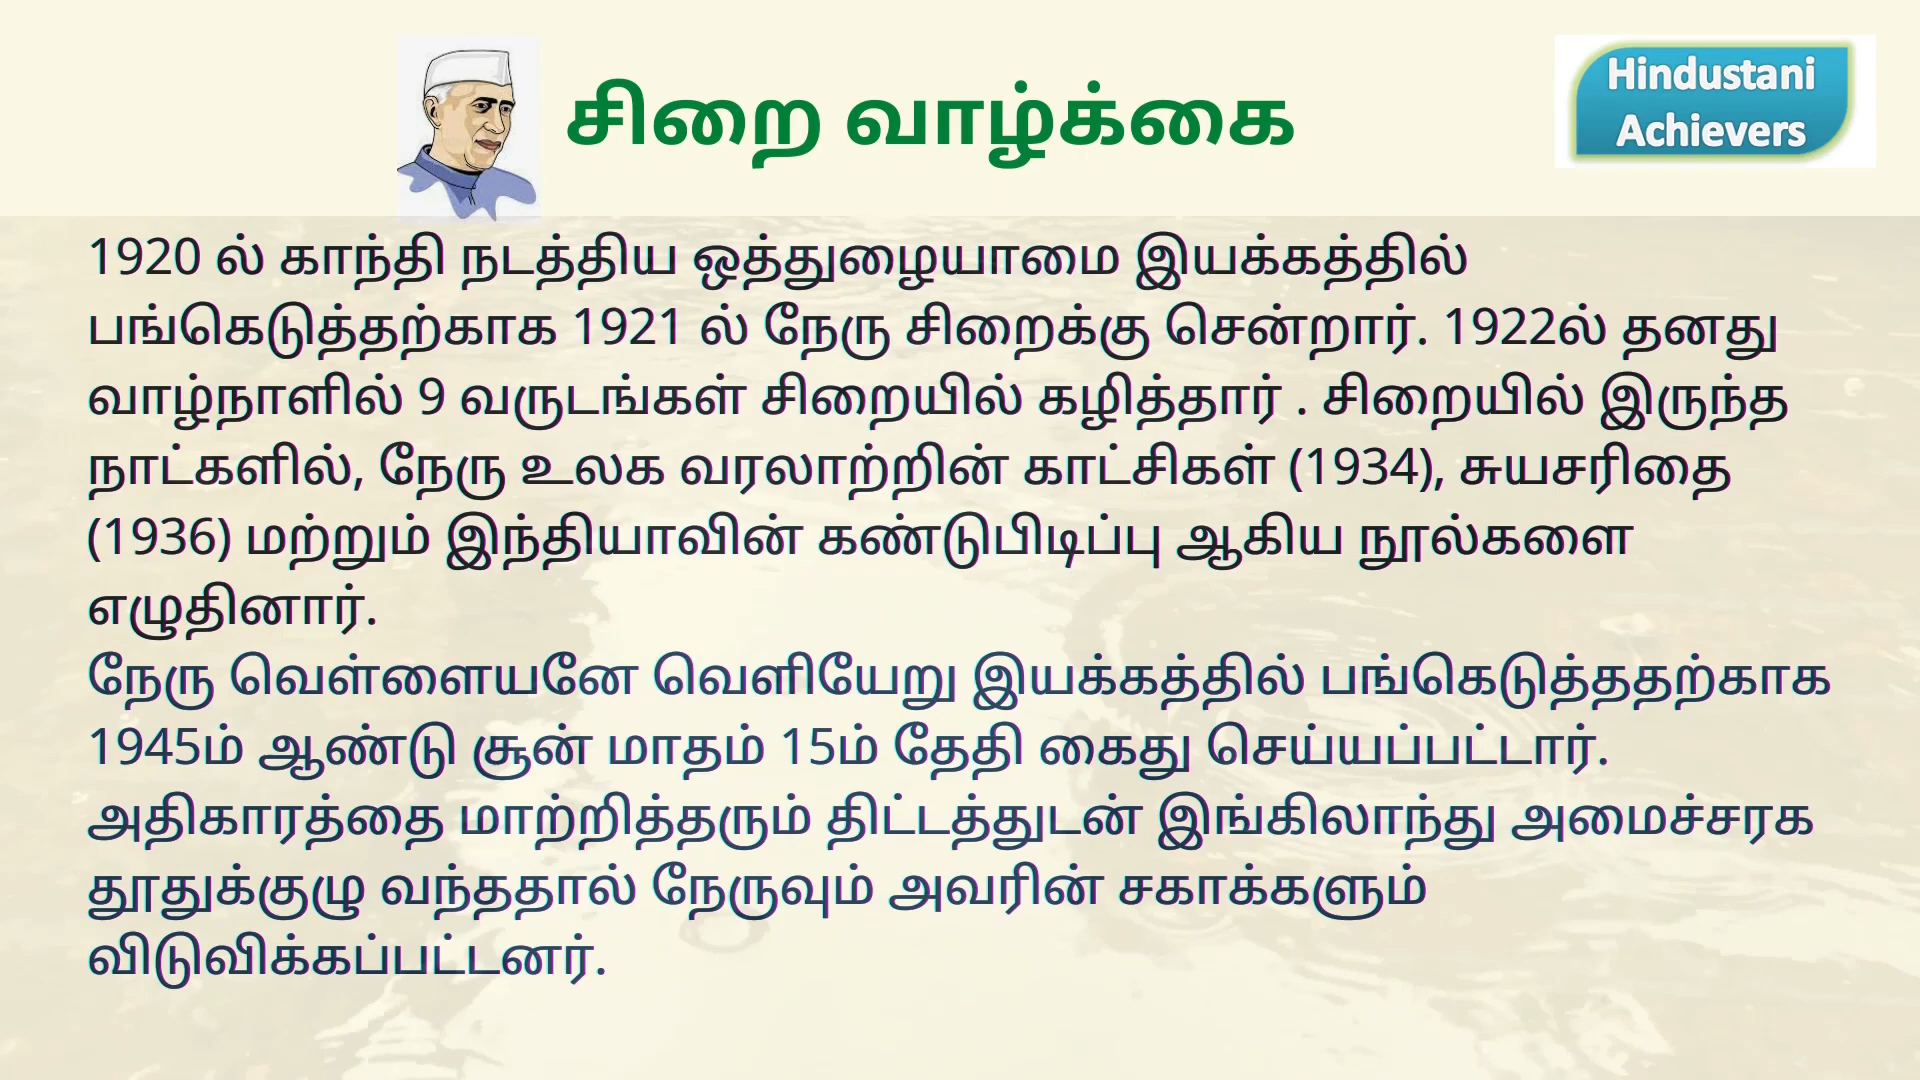 சிறை வாழ்க்கை
Hindustani
Achievers
1920 ல் காந்தி நடத்திய ஒத்துழையாமை இயக்கத்தில்
பங்கெடுத்தற்காக 1921 ல் நேரு சிறைக்கு சென்றார். 1922ல் தனது
வாழ்நாளில் 9 வருடங்கள் சிறையில் கழித்தார் . சிறையில் இருந்த
நாட்களில், நேரு உலக வரலாற்றின் காட்சிகள் (1934), சுயசரிதை
(1936) மற்றும் இந்தியாவின் கண்டுபிடிப்பு ஆகிய நூல்களை
எழுதினார்.
நேரு வெள்ளையனே வெளியேறு இயக்கத்தில் பங்கெடுத்ததற்காக
1945ம் ஆண்டு சூன் மாதம் 15ம் தேதி கைது செய்யப்பட்டார்.
அதிகாரத்தை மாற்றித்தரும் திட்டத்துடன் இங்கிலாந்து அமைச்சரக
தூதுக்குழு வந்ததால் நேருவும் அவரின் சகாக்களும்
விடுவிக்கப்பட்டனர்.